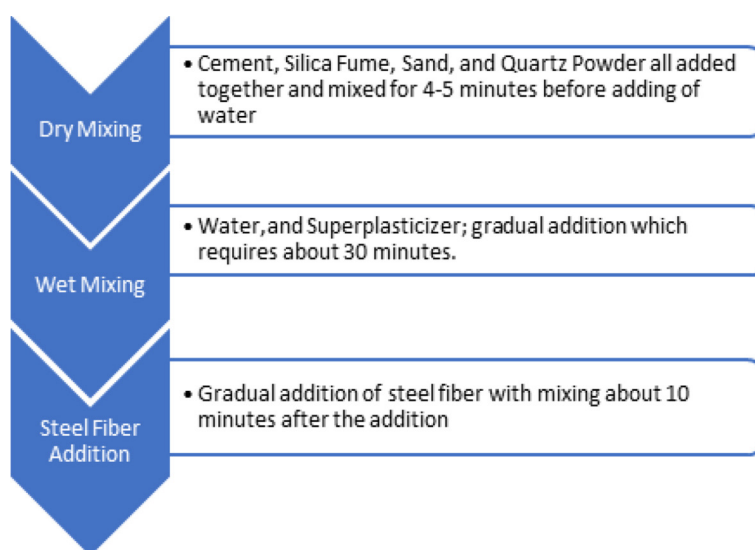 Dry Mixing
• Cement, Silica Fume, Sand, and Quartz Powder all added
together and mixed for 4-5 minutes before adding of
water
Wet Mixing
• Water,and Superplasticizer; gradual addition which
requires about 30 minutes.
Steel Fiber
Addition
• Gradual addition of steel fiber with mixing about 10
minutes after the addition